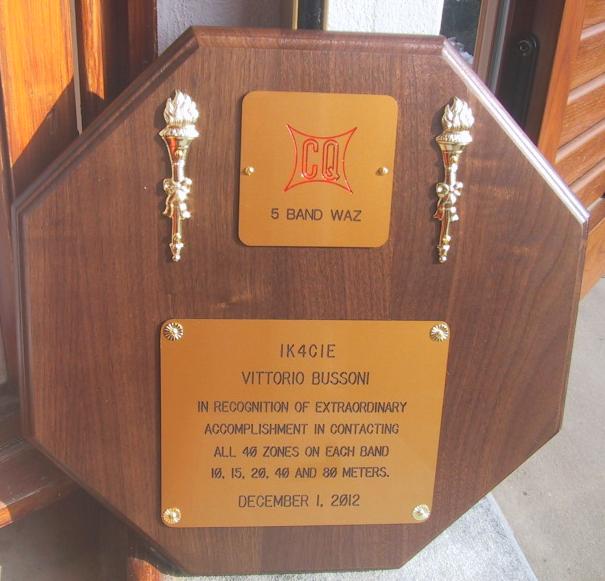 CQ
5 BAND WAZ
IK4CIE
VITTORIO BUSSONI
IN RECOGNITION OF EXTRAORDINARY
ACCOMPLISHMENT IN CONTACTING
ALL 40 ZONES ON EACH BAND
10, 15, 20, 40 AND 80 METERS.
DECEMBER 1, 2012